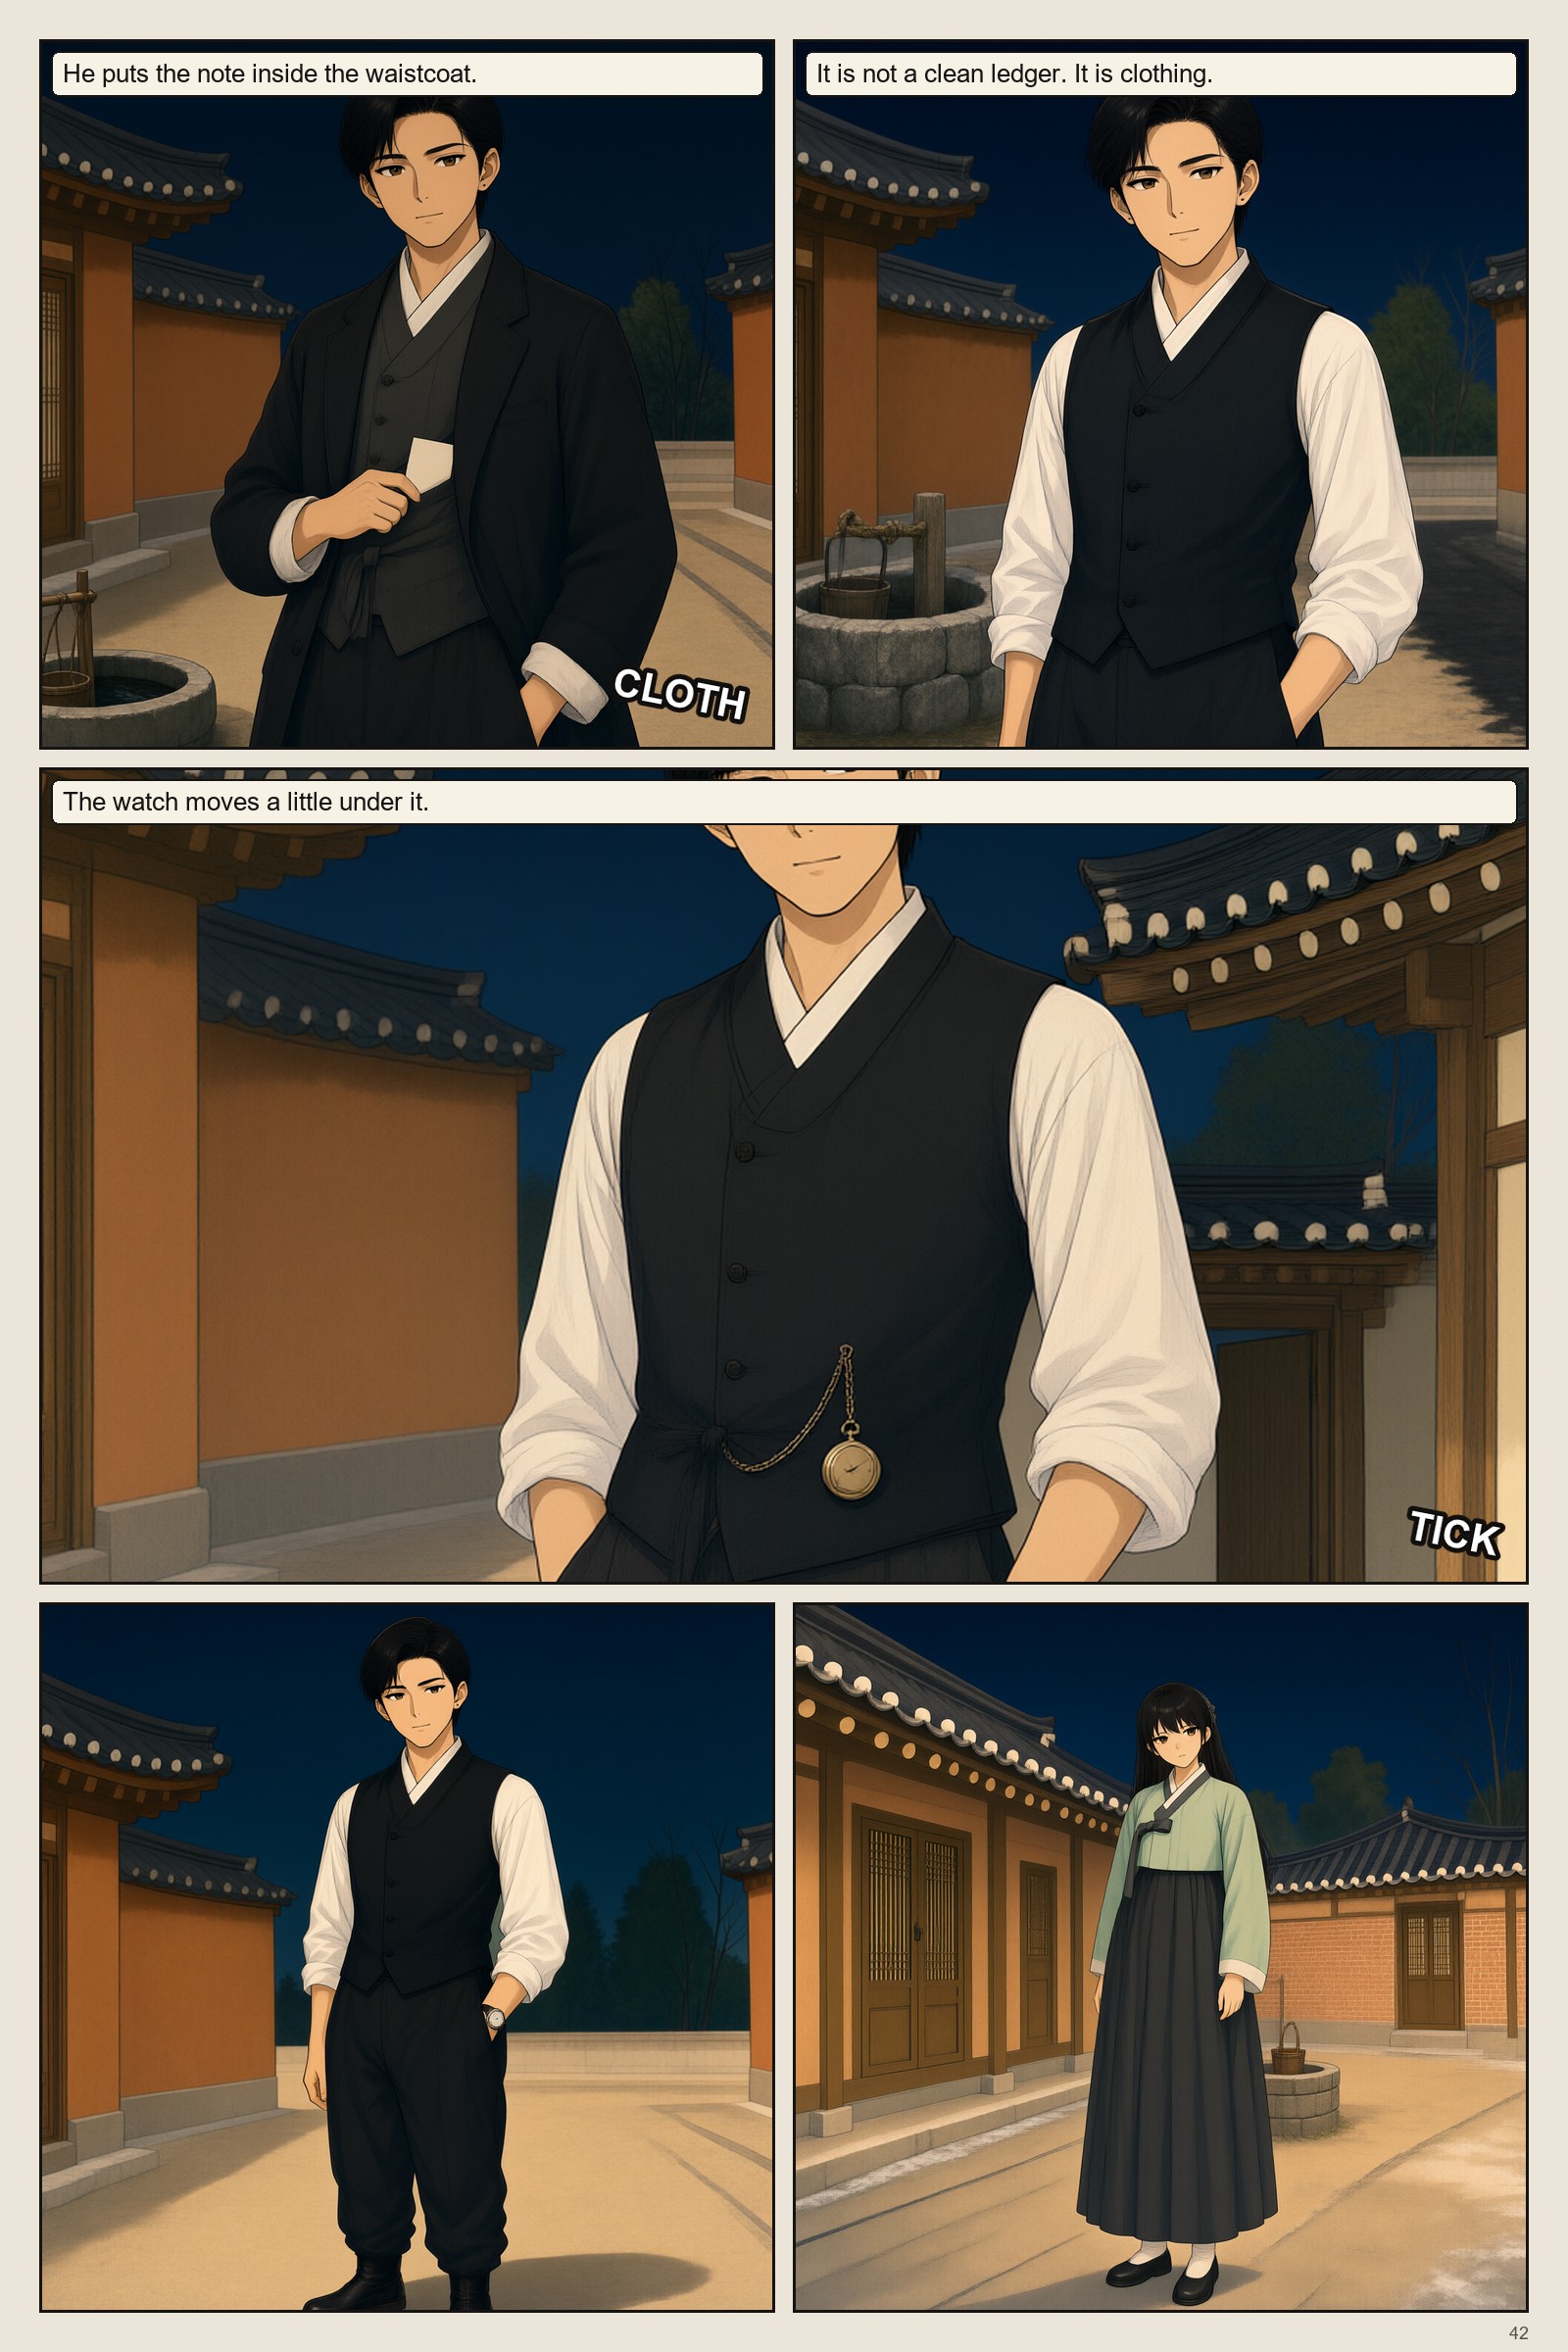 He puts the note inside the waistcoat.
CLOTH
It is not a clean ledger. It is clothing.
The watch moves a little under it.
TICK
42